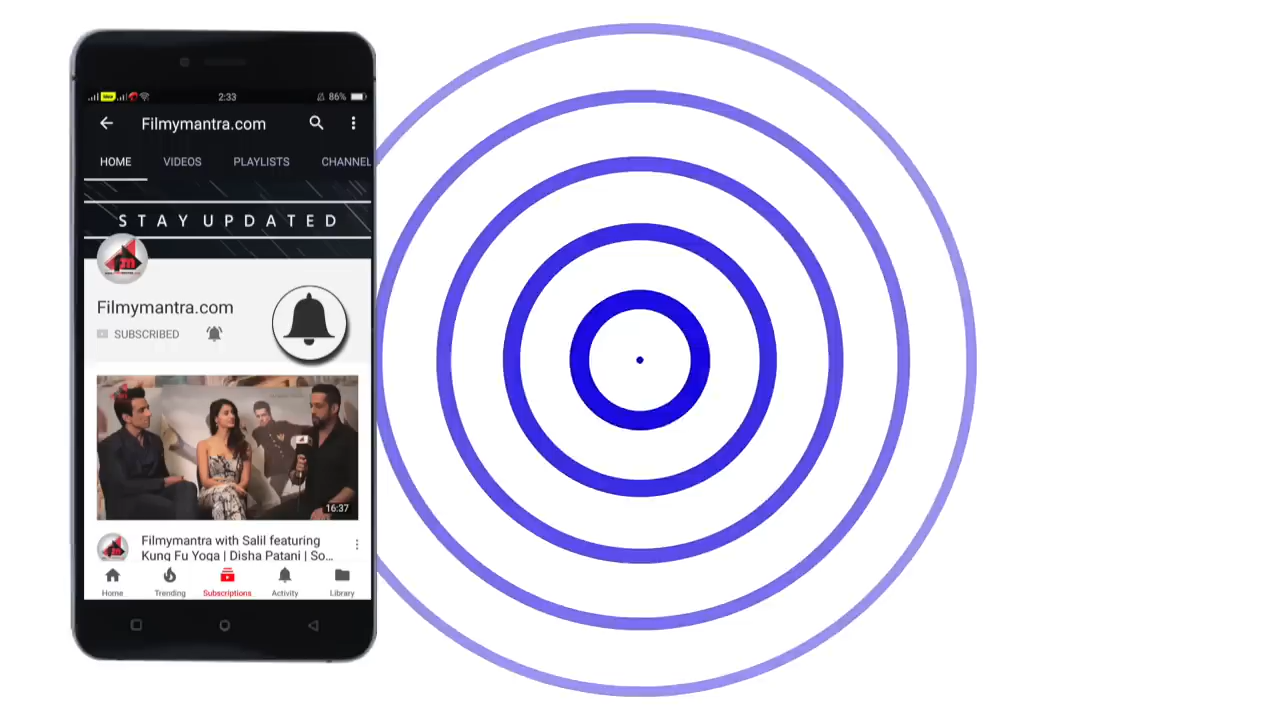 2:33
86%
Filmymantra.com
HOME VIDEOS PLAYLISTS CHANNEL
STAY UPDATED
Filmymantra.com
SUBSCRIBED
16:37
Filmymantra with Salil featuring
Kung Fu Yoga | Disha Patani | So...
Home Trending Subscriptions Activity Library